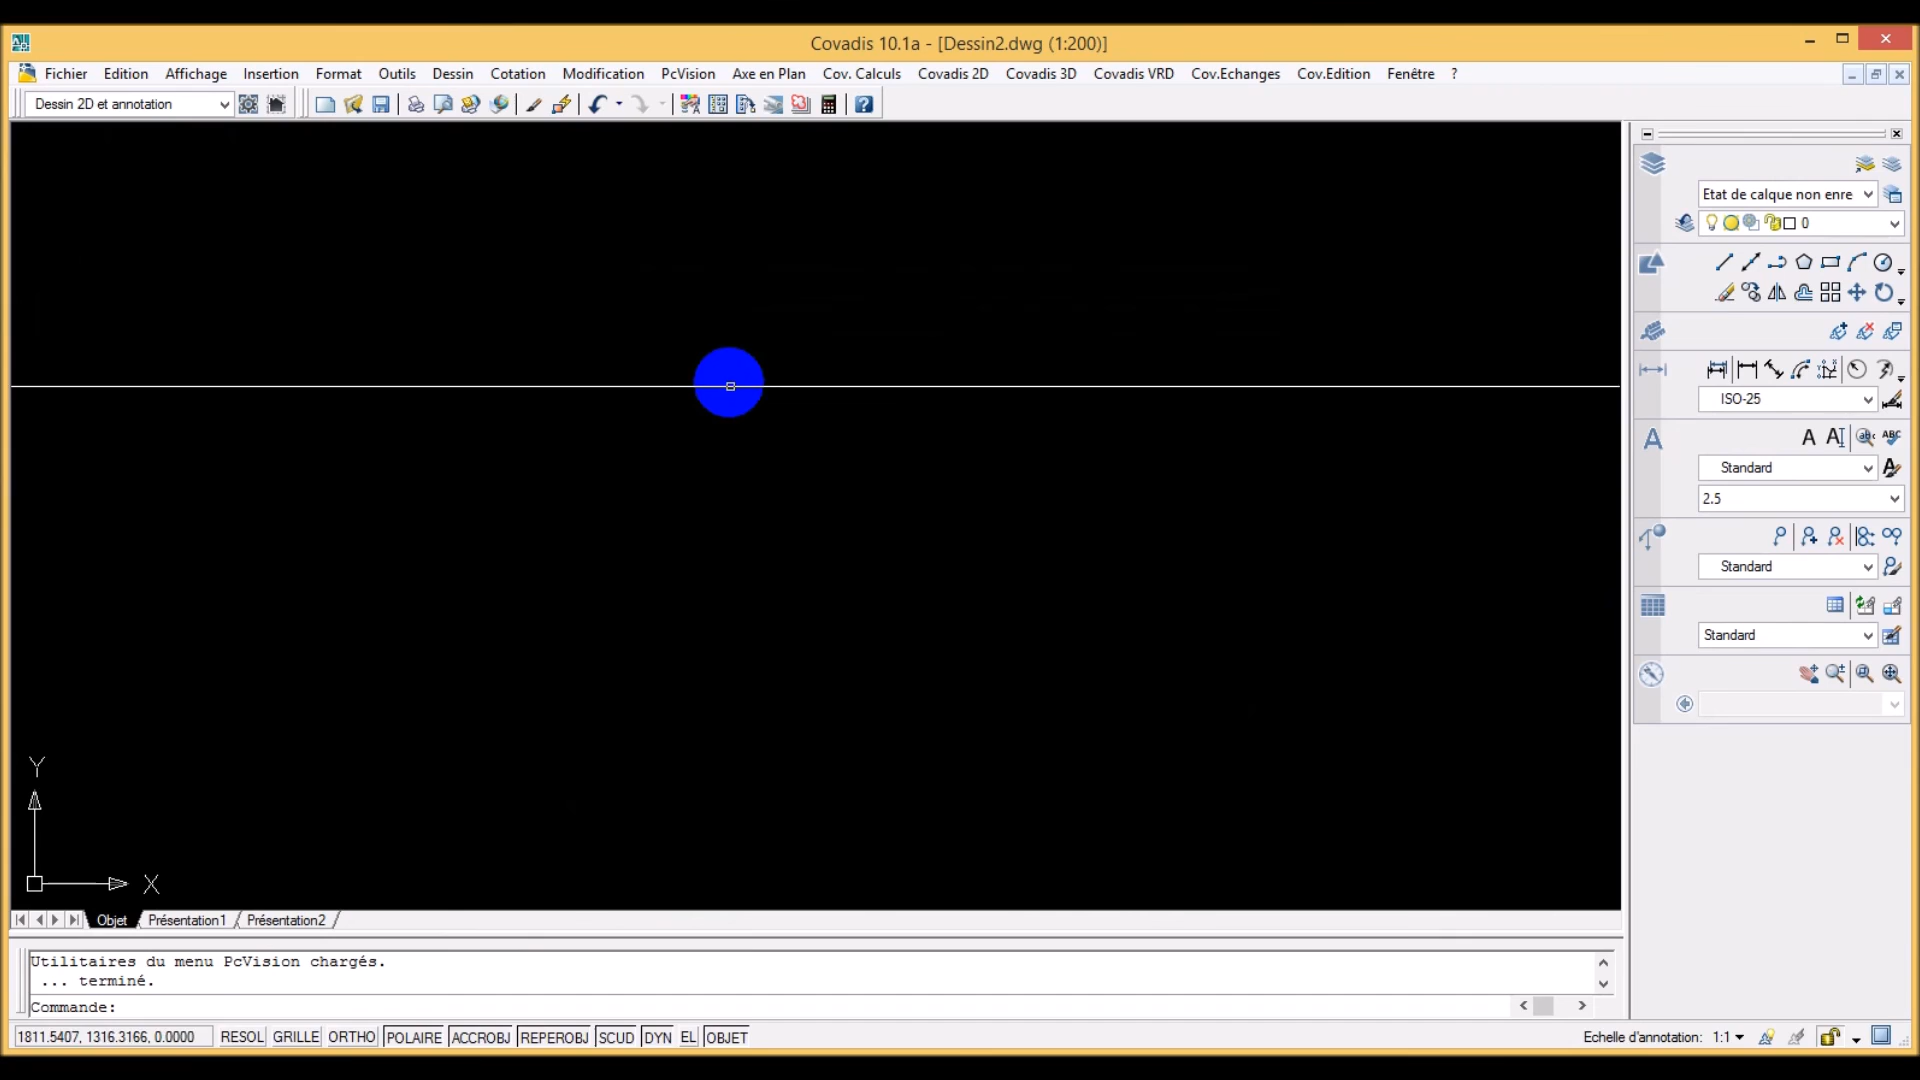 Covadis 10.1a - [Dessin2.dwg (1:200)]
Fichier Edition Affichage Insertion Format Outils Dessin Cotation Modification PcVision Axe en Plan Cov. Calculs Covadis 2D Covadis 3D Covadis VRD Cov.Echanges Cov.Edition Fenêtre ?
Dessin 2D et annotation
Etat de calque non enre
0
ISO-25
A A ABC
Standard
2.5
Standard
Standard
Y
X
Objet Présentation1 Présentation2
Utilitaires du menu PcVision chargés.
... terminé.
Commande:
1811.5407, 1316.3166, 0.0000 RESOL GRILLE ORTHO POLAIRE ACCROBJ REPEROBJ SCUD DYN EL OBJET Echelle d'annotation: 1:1